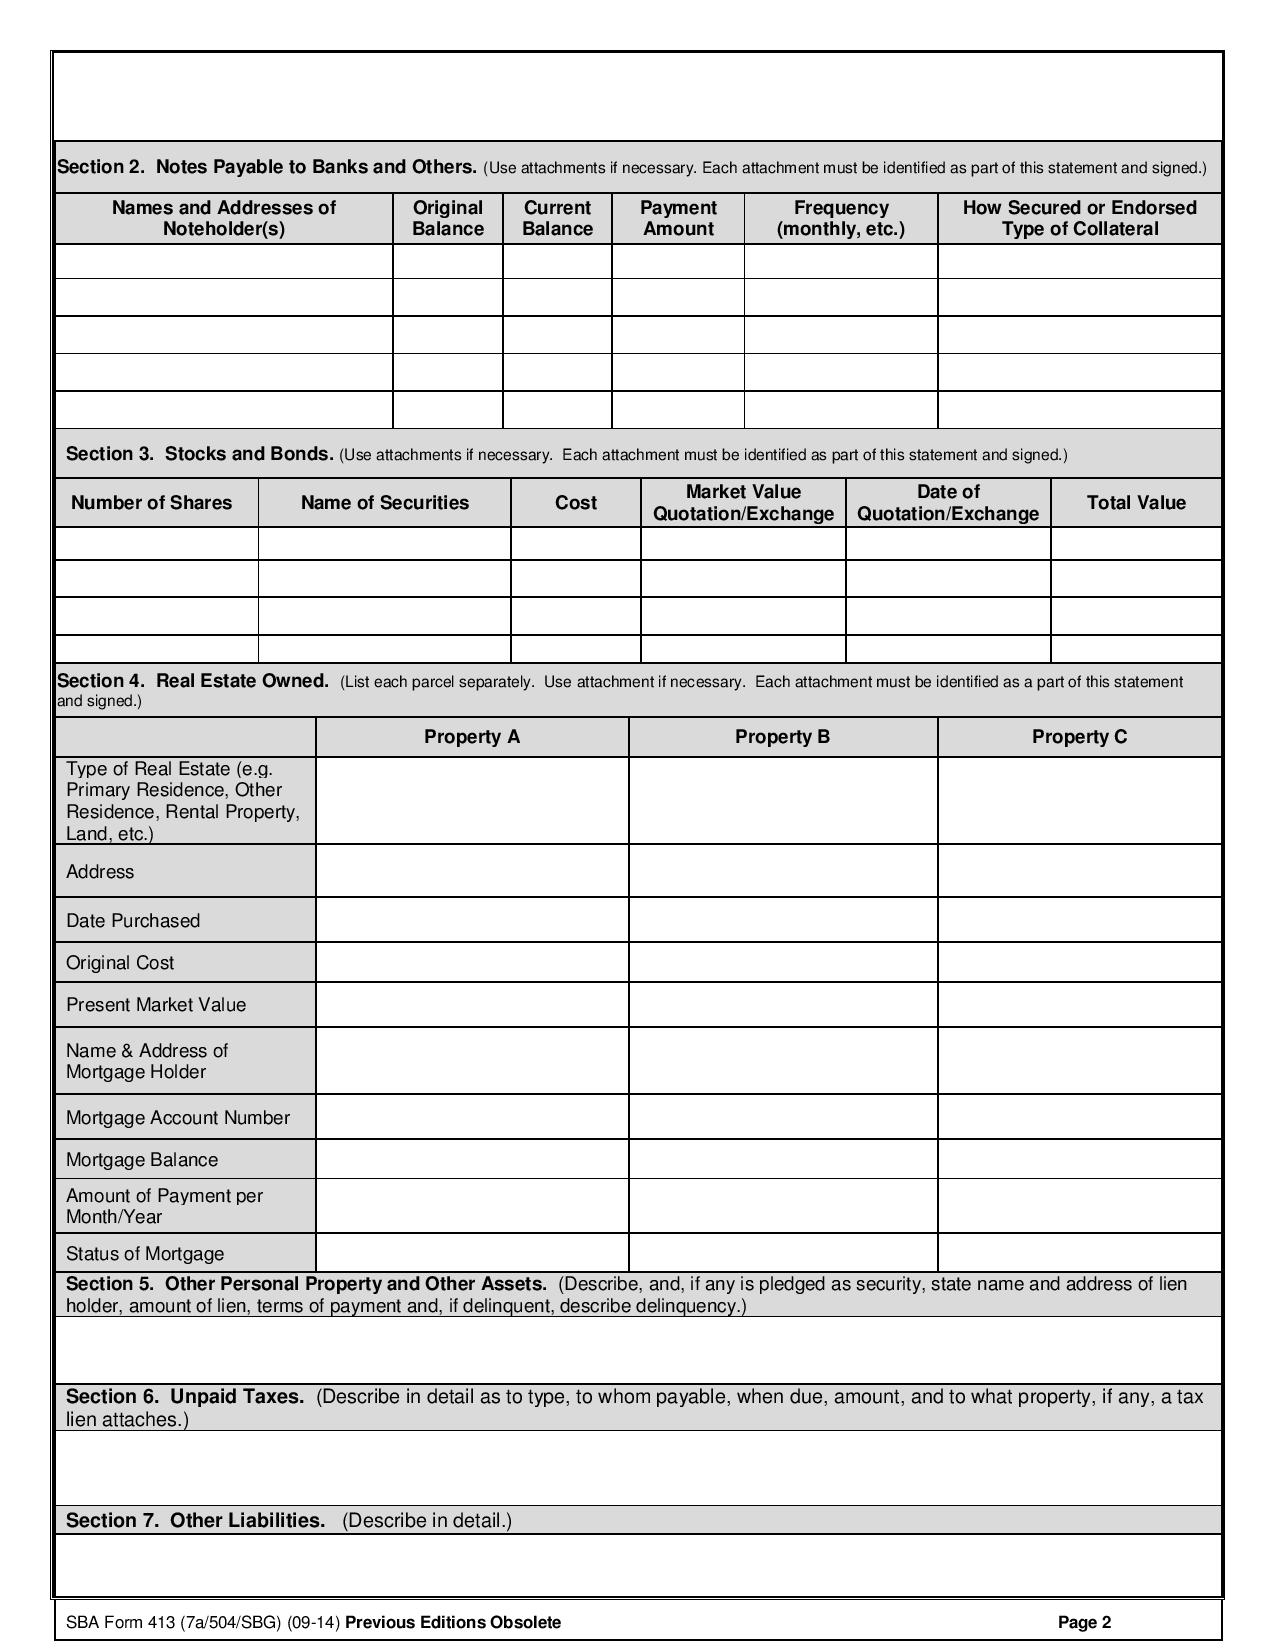 Section 2. Notes Payable to Banks and Others. (Use attachments if necessary. Each attachment must be identified as part of this statement and signed.)
Names and Addresses of Noteholder(s) Original Balance Current Balance Payment Amount Frequency (monthly, etc.) How Secured or Endorsed Type of Collateral
Section 3. Stocks and Bonds. (Use attachments if necessary. Each attachment must be identified as part of this statement and signed.)
Number of Shares Name of Securities Cost Market Value Quotation/Exchange Date of Quotation/Exchange Total Value
Section 4. Real Estate Owned. (List each parcel separately. Use attachment if necessary. Each attachment must be identified as a part of this statement
and signed.)
Property A Property B Property C
Type of Real Estate (e.g.
Primary Residence, Other
Residence, Rental Property,
Land, etc.)
Address
Date Purchased
Original Cost
Present Market Value
Name & Address of
Mortgage Holder
Mortgage Account Number
Mortgage Balance
Amount of Payment per
Month/Year
Status of Mortgage
Section 5. Other Personal Property and Other Assets. (Describe, and, if any is pledged as security, state name and address of lien
holder, amount of lien, terms of payment and, if delinquent, describe delinquency.)
Section 6. Unpaid Taxes. (Describe in detail as to type, to whom payable, when due, amount, and to what property, if any, a tax
lien attaches.)
Section 7. Other Liabilities. (Describe in detail.)
SBA Form 413 (7a/504/SBG) (09-14) Previous Editions Obsolete Page 2